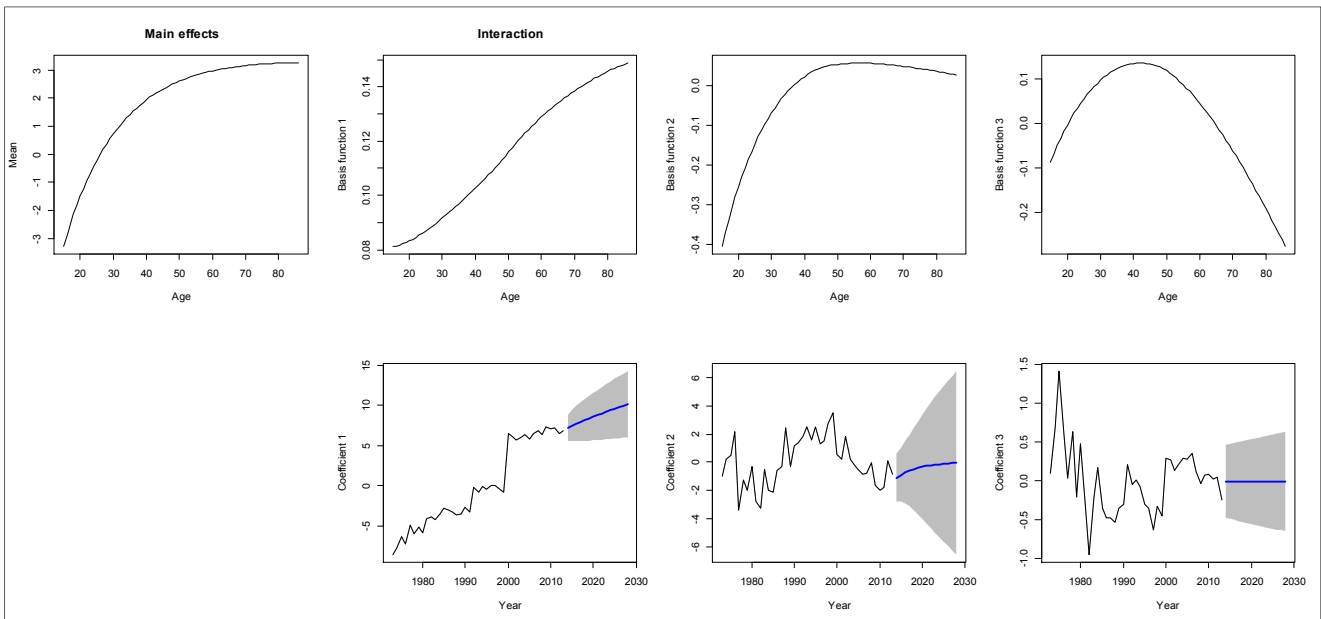 Main effects
Interaction
Mean
3
2
1
0
-1
-2
-3
20 30 40 50 60 70 80
Age
Basis function 1
0.14
0.12
0.10
0.08
20 30 40 50 60 70 80
Age
Basis function 2
0.0
-0.1
-0.2
-0.3
-0.4
20 30 40 50 60 70 80
Age
Basis function 3
0.1
0.0
-0.1
-0.2
20 30 40 50 60 70 80
Age
Coefficient 1
15
10
5
0
-5
1980 1990 2000 2010 2020 2030
Year
Coefficient 2
6
4
2
0
-2
-4
-6
1980 1990 2000 2010 2020 2030
Year
Coefficient 3
1.5
1.0
0.5
0.0
-0.5
-1.0
1980 1990 2000 2010 2020 2030
Year